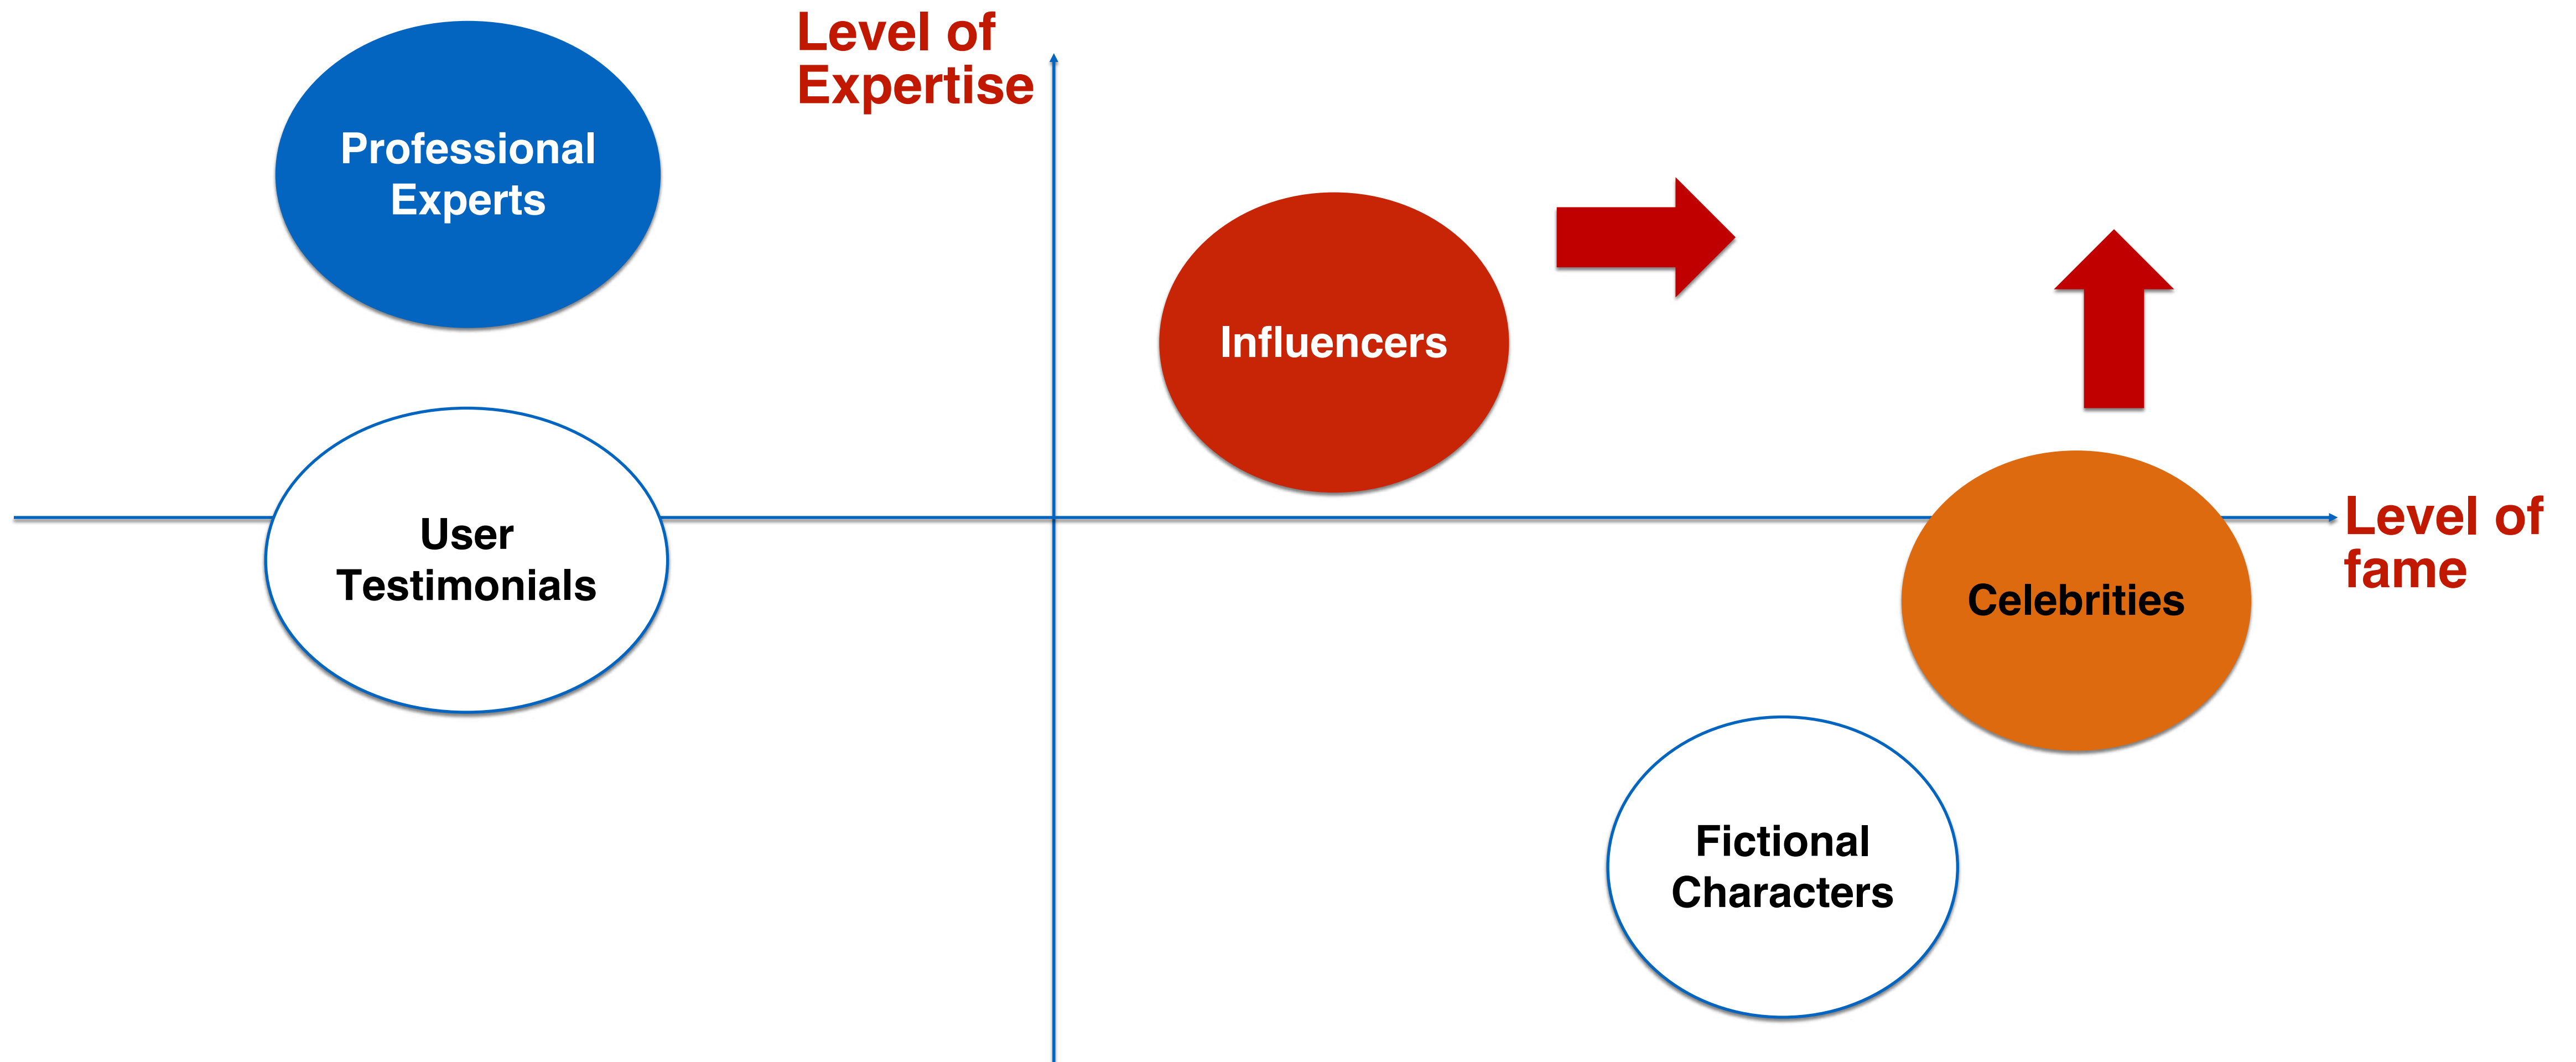 Level of
Expertise
Professional
Experts
Influencers
User
Testimonials
Level of
fame
Celebrities
Fictional
Characters